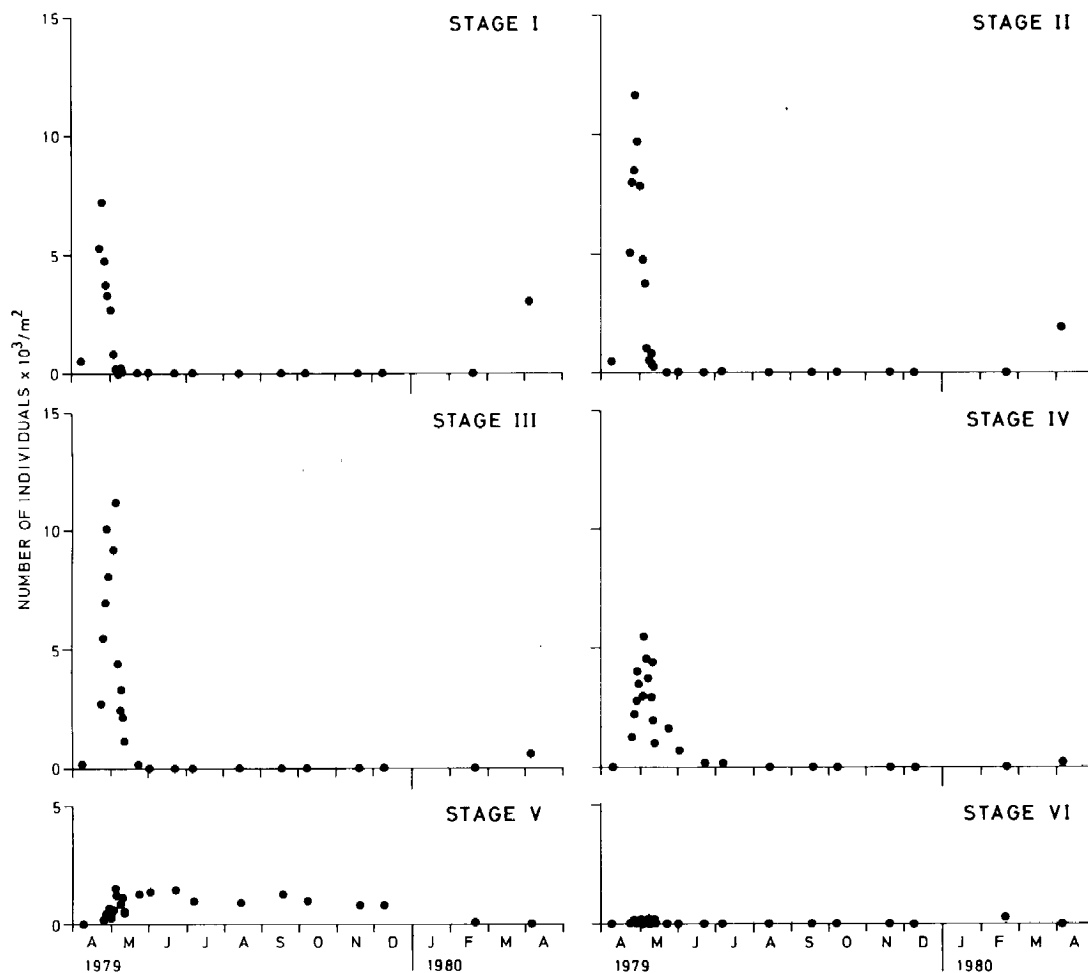 NUMBER OF INDIVIDUALS x 10³/m²
15
10
5
0
STAGE I
STAGE II
15
10
5
0
STAGE III
STAGE IV
5
0
STAGE V
STAGE VI
A M J J A S O N D J F M A
1979 1980
A M J J A S O N D J F M A
1979 1980